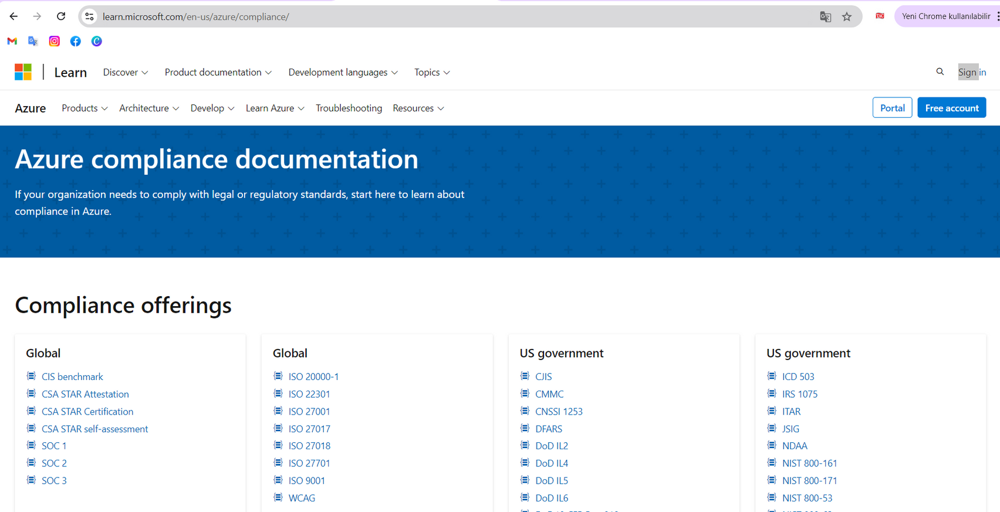 learn.microsoft.com/en-us/azure/compliance/
Yeni Chrome kullanılabilir
Learn
Discover
Product documentation
Development languages
Topics
Sign in
Azure
Products
Architecture
Develop
Learn Azure
Troubleshooting
Resources
Portal
Free account
Azure compliance documentation
If your organization needs to comply with legal or regulatory standards, start here to learn about
compliance in Azure.
Compliance offerings
Global
CIS benchmark
CSA STAR Attestation
CSA STAR Certification
CSA STAR self-assessment
SOC 1
SOC 2
SOC 3
Global
ISO 20000-1
ISO 22301
ISO 27001
ISO 27017
ISO 27018
ISO 27701
ISO 9001
WCAG
US government
CJIS
CMMC
CNSSI 1253
DFARS
DoD IL2
DoD IL4
DoD IL5
DoD IL6
US government
ICD 503
IRS 1075
ITAR
JSIG
NDAA
NIST 800-161
NIST 800-171
NIST 800-53